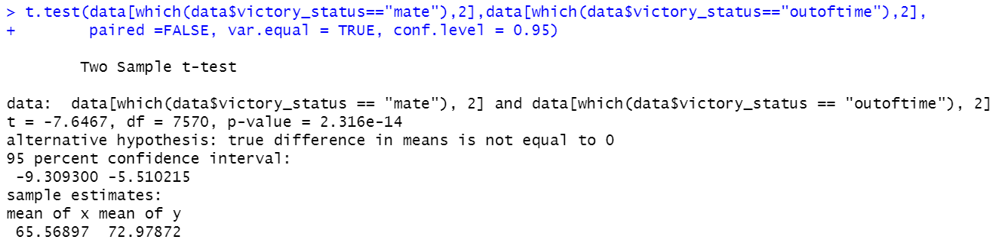 > t.test(data[which(data$victory_status=="mate"),2],data[which(data$victory_status=="outoftime"),2],
+        paired =FALSE, var.equal = TRUE, conf.level = 0.95)
Two Sample t-test
data:  data[which(data$victory_status == "mate"), 2] and data[which(data$victory_status == "outoftime"), 2]
t = -7.6467, df = 7570, p-value = 2.316e-14
alternative hypothesis: true difference in means is not equal to 0
95 percent confidence interval:
 -9.309300 -5.510215
sample estimates:
mean of x mean of y
 65.56897  72.97872